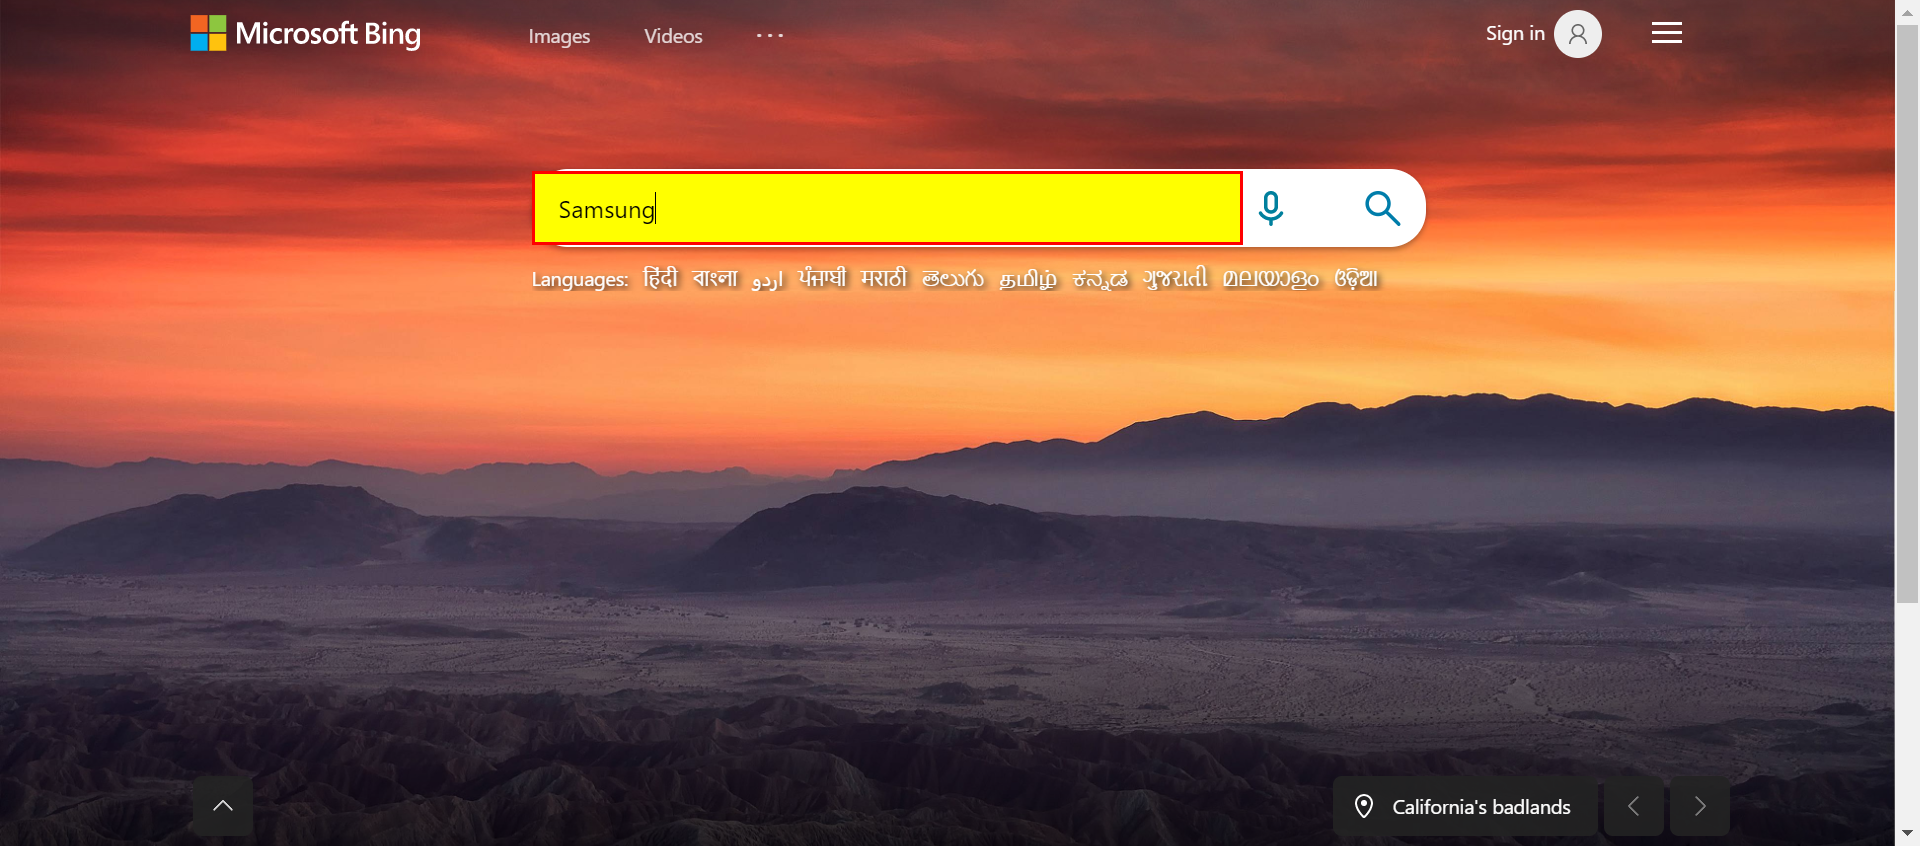 Microsoft Bing Images Videos Sign in
Samsung
Languages: हिंदी বাংলা اردو ਪੰਜਾਬੀ मराठी తెలుగు தமிழ் ಕನ್ನಡ ગુજરાતી മലയാളം ଓଡ଼ିଆ
California's badlands